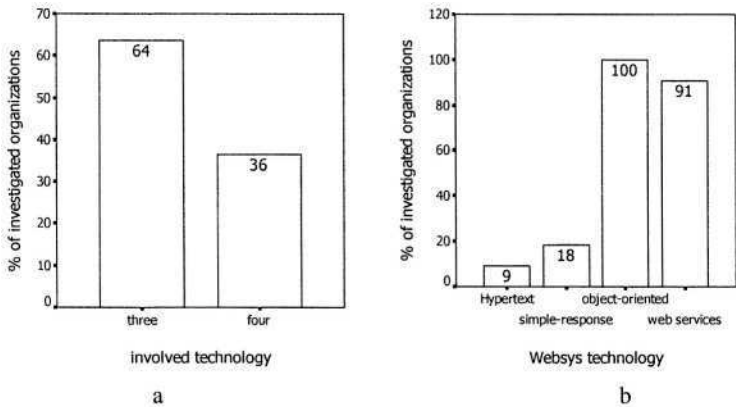 % of investigated organizations
70
60
50
40
30
20
10
0
64
36
three
four
involved technology
a
% of investigated organizations
120
100
80
60
40
20
0
9
18
100
91
Hypertext
object-oriented
simple-response
web services
Websys technology
b